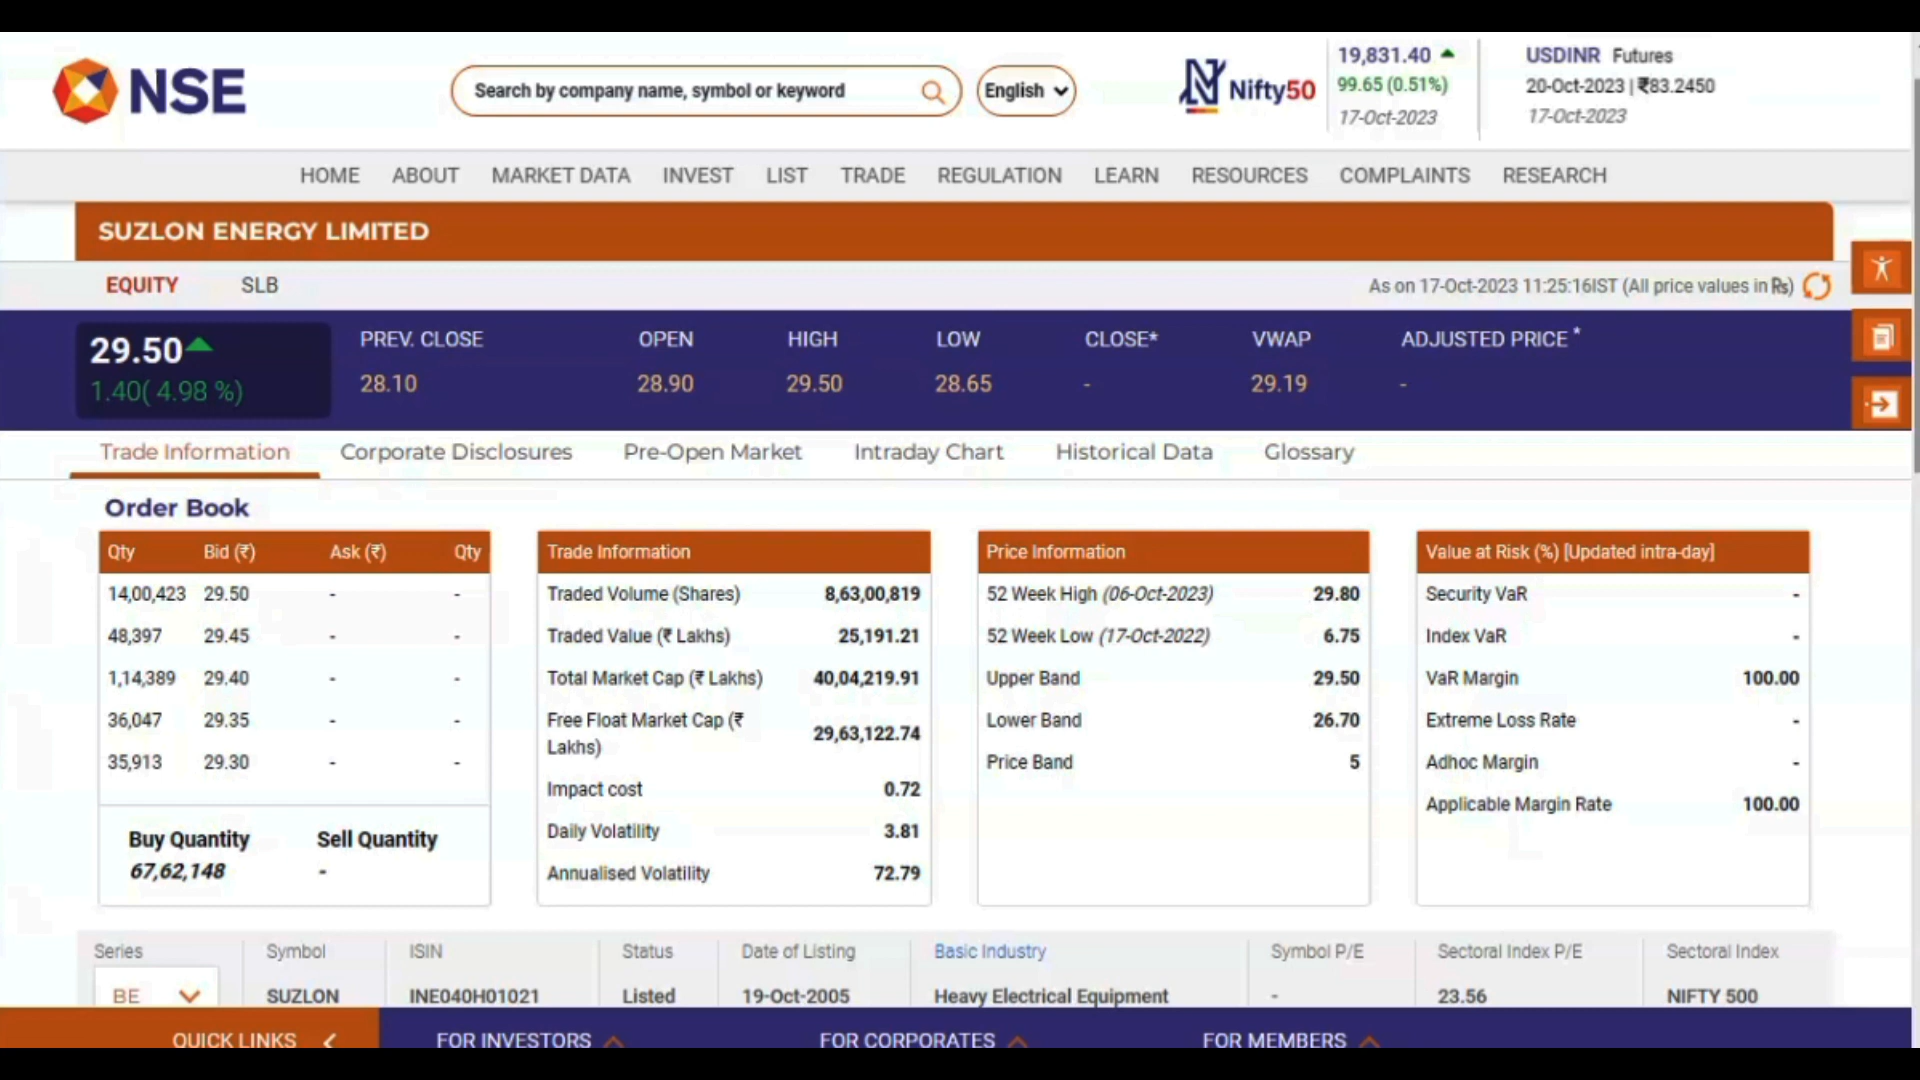 NSE
Search by company name, symbol or keyword
English
Nifty50
19,831.40
99.65 (0.51%)
17-Oct-2023
USDINR Futures
20-Oct-2023 | ₹83.2450
17-Oct-2023
HOME ABOUT MARKET DATA INVEST LIST TRADE REGULATION LEARN RESOURCES COMPLAINTS RESEARCH
SUZLON ENERGY LIMITED
EQUITY SLB
As on 17-Oct-2023 11:25:16IST (All price values in ₨)
29.50
1.40( 4.98 %)
PREV. CLOSE OPEN HIGH LOW CLOSE* VWAP ADJUSTED PRICE *
28.10 28.90 29.50 28.65 - 29.19 -
Trade Information Corporate Disclosures Pre-Open Market Intraday Chart Historical Data Glossary
Order Book
Qty Bid (₹) Ask (₹) Qty
14,00,423 29.50 - -
48,397 29.45 - -
1,14,389 29.40 - -
36,047 29.35 - -
35,913 29.30 - -
Buy Quantity Sell Quantity
67,62,148 -
Trade Information
Traded Volume (Shares) 8,63,00,819
Traded Value (₹ Lakhs) 25,191.21
Total Market Cap (₹ Lakhs) 40,04,219.91
Free Float Market Cap (₹
Lakhs) 29,63,122.74
Impact cost 0.72
Daily Volatility 3.81
Annualised Volatility 72.79
Price Information
52 Week High (06-Oct-2023) 29.80
52 Week Low (17-Oct-2022) 6.75
Upper Band 29.50
Lower Band 26.70
Price Band 5
Value at Risk (%) [Updated intra-day]
Security VaR -
Index VaR -
VaR Margin 100.00
Extreme Loss Rate -
Adhoc Margin -
Applicable Margin Rate 100.00
Series Symbol ISIN Status Date of Listing Basic Industry Symbol P/E Sectoral Index P/E Sectoral Index
BE SUZLON INE040H01021 Listed 19-Oct-2005 Heavy Electrical Equipment - 23.56 NIFTY 500
QUICK LINKS FOR INVESTORS FOR CORPORATES FOR MEMBERS